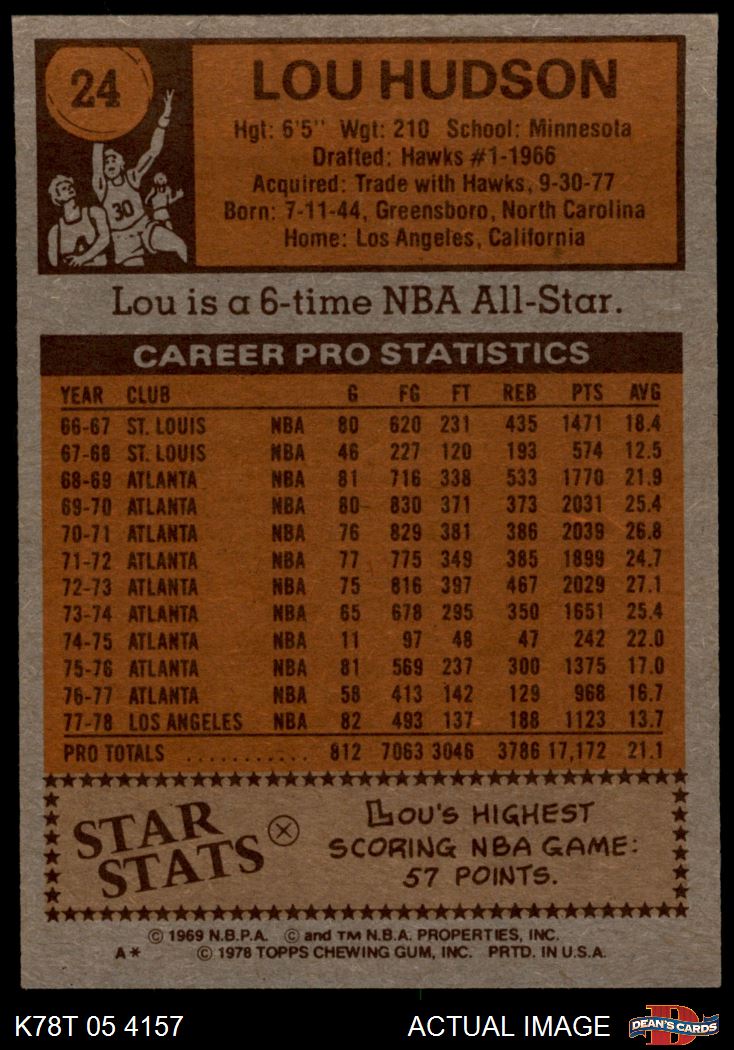 24
LOU HUDSON
Hgt: 6'5" Wgt: 210 School: Minnesota
Drafted: Hawks #1-1966
Acquired: Trade with Hawks, 9-30-77
Born: 7-11-44, Greensboro, North Carolina
Home: Los Angeles, California
30
Lou is a 6-time NBA All-Star.
CAREER PRO STATISTICS
YEAR CLUB G FG FT REB PTS AVG
66-67 ST. LOUIS NBA 80 620 231 435 1471 18.4
67-68 ST. LOUIS NBA 46 227 120 193 574 12.5
68-69 ATLANTA NBA 81 716 338 533 1770 21.9
69-70 ATLANTA NBA 80 830 371 373 2031 25.4
70-71 ATLANTA NBA 76 829 381 386 2039 26.8
71-72 ATLANTA NBA 77 775 349 385 1899 24.7
72-73 ATLANTA NBA 75 816 397 467 2029 27.1
73-74 ATLANTA NBA 65 678 295 350 1651 25.4
74-75 ATLANTA NBA 11 97 48 47 242 22.0
75-76 ATLANTA NBA 81 569 237 300 1375 17.0
76-77 ATLANTA NBA 58 413 142 129 968 16.7
77-78 LOS ANGELES NBA 82 493 137 188 1123 13.7
PRO TOTALS ........... 812 7063 3046 3786 17,172 21.1
STAR
STATS
LOU'S HIGHEST
SCORING NBA GAME:
57 POINTS.
© 1969 N.B.P.A. © and TM N.B.A. PROPERTIES, INC.
A* © 1978 TOPPS CHEWING GUM, INC. PRTD. IN U.S.A.
K78T 05 4157 ACTUAL IMAGE
D
DEAN'S CARDS